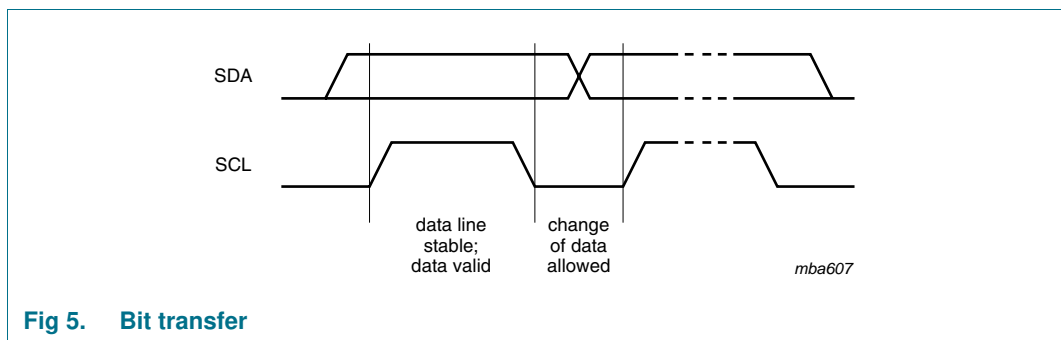 SDA
SCL
data line
stable;
data valid
change
of data
allowed
mba607
Fig 5. Bit transfer